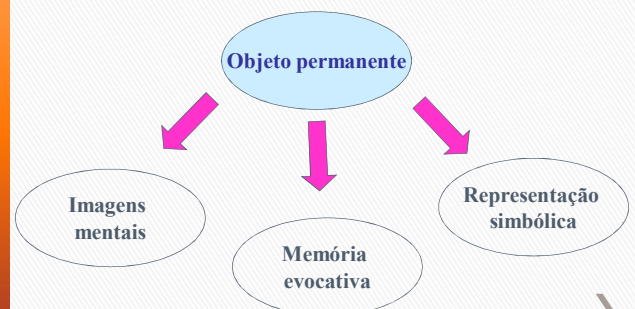 Objeto permanente
Imagens
mentais
Memória
evocativa
Representação
simbólica